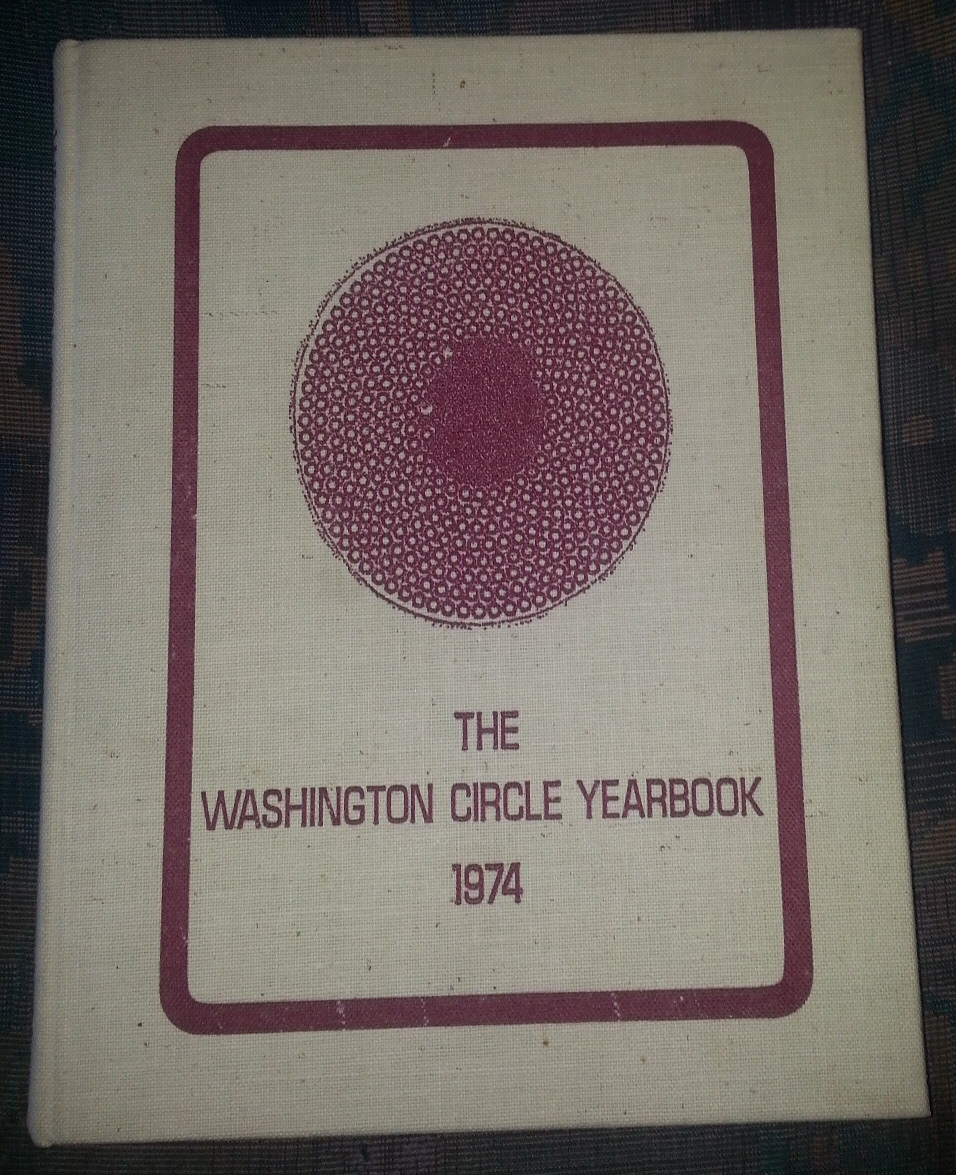 THE
WASHINGTON CIRCLE YEARBOOK
1974